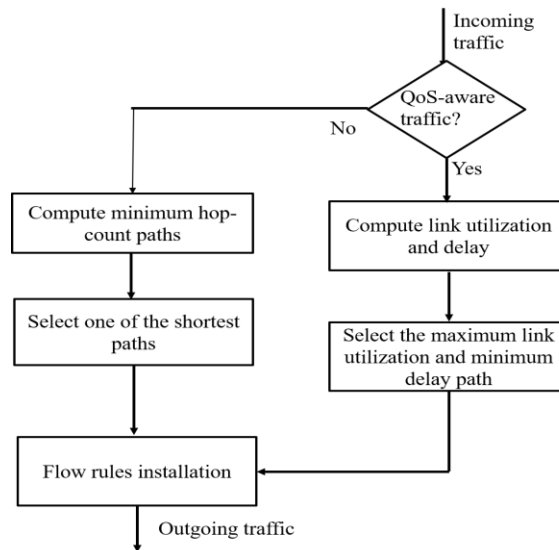 Incoming
traffic
QoS-aware
traffic?
No
Yes
Compute minimum hop-
count paths
Compute link utilization
and delay
Select one of the shortest
paths
Select the maximum link
utilization and minimum
delay path
Flow rules installation
Outgoing traffic